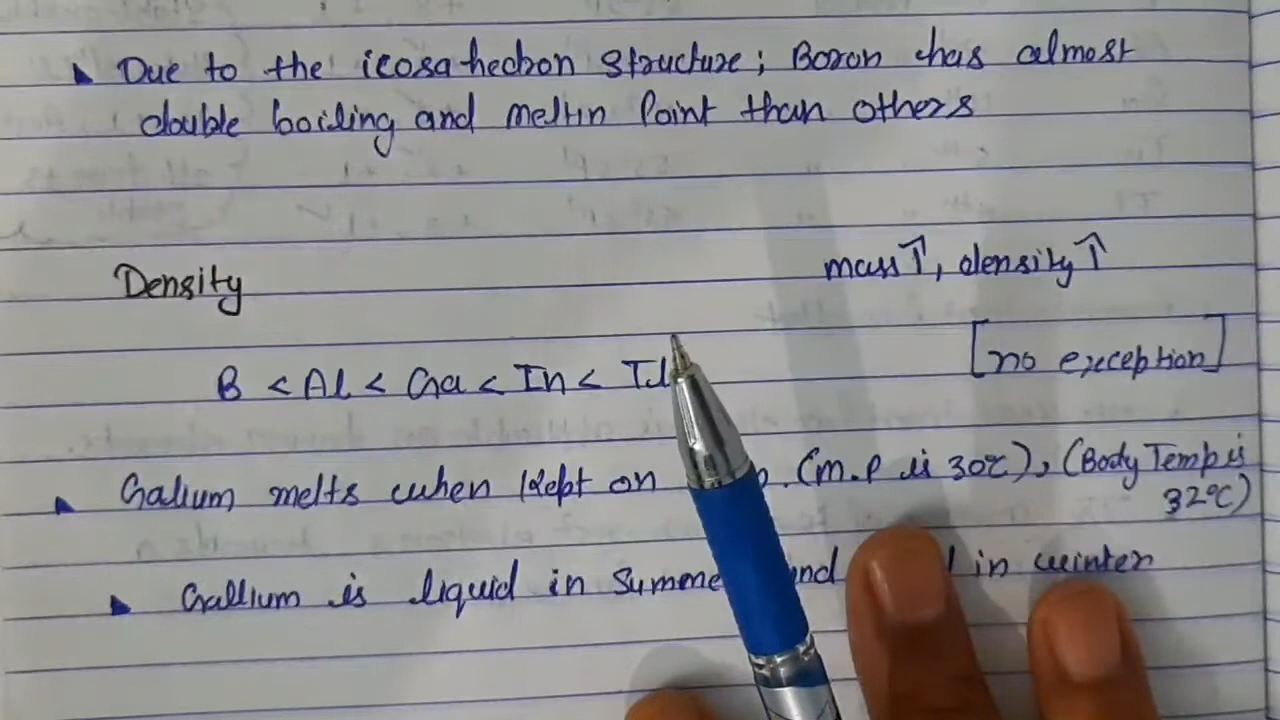 Due to the icosahedron structure; Boron has almost
double boiling and meltin Point than others
Density
mass↑, density↑
B < Al < Ga < In < Tl
[no exception]
Galium melts when kept on (m.p is 30°C), (Body Temp is
32°C)
Gallium is liquid in in winter